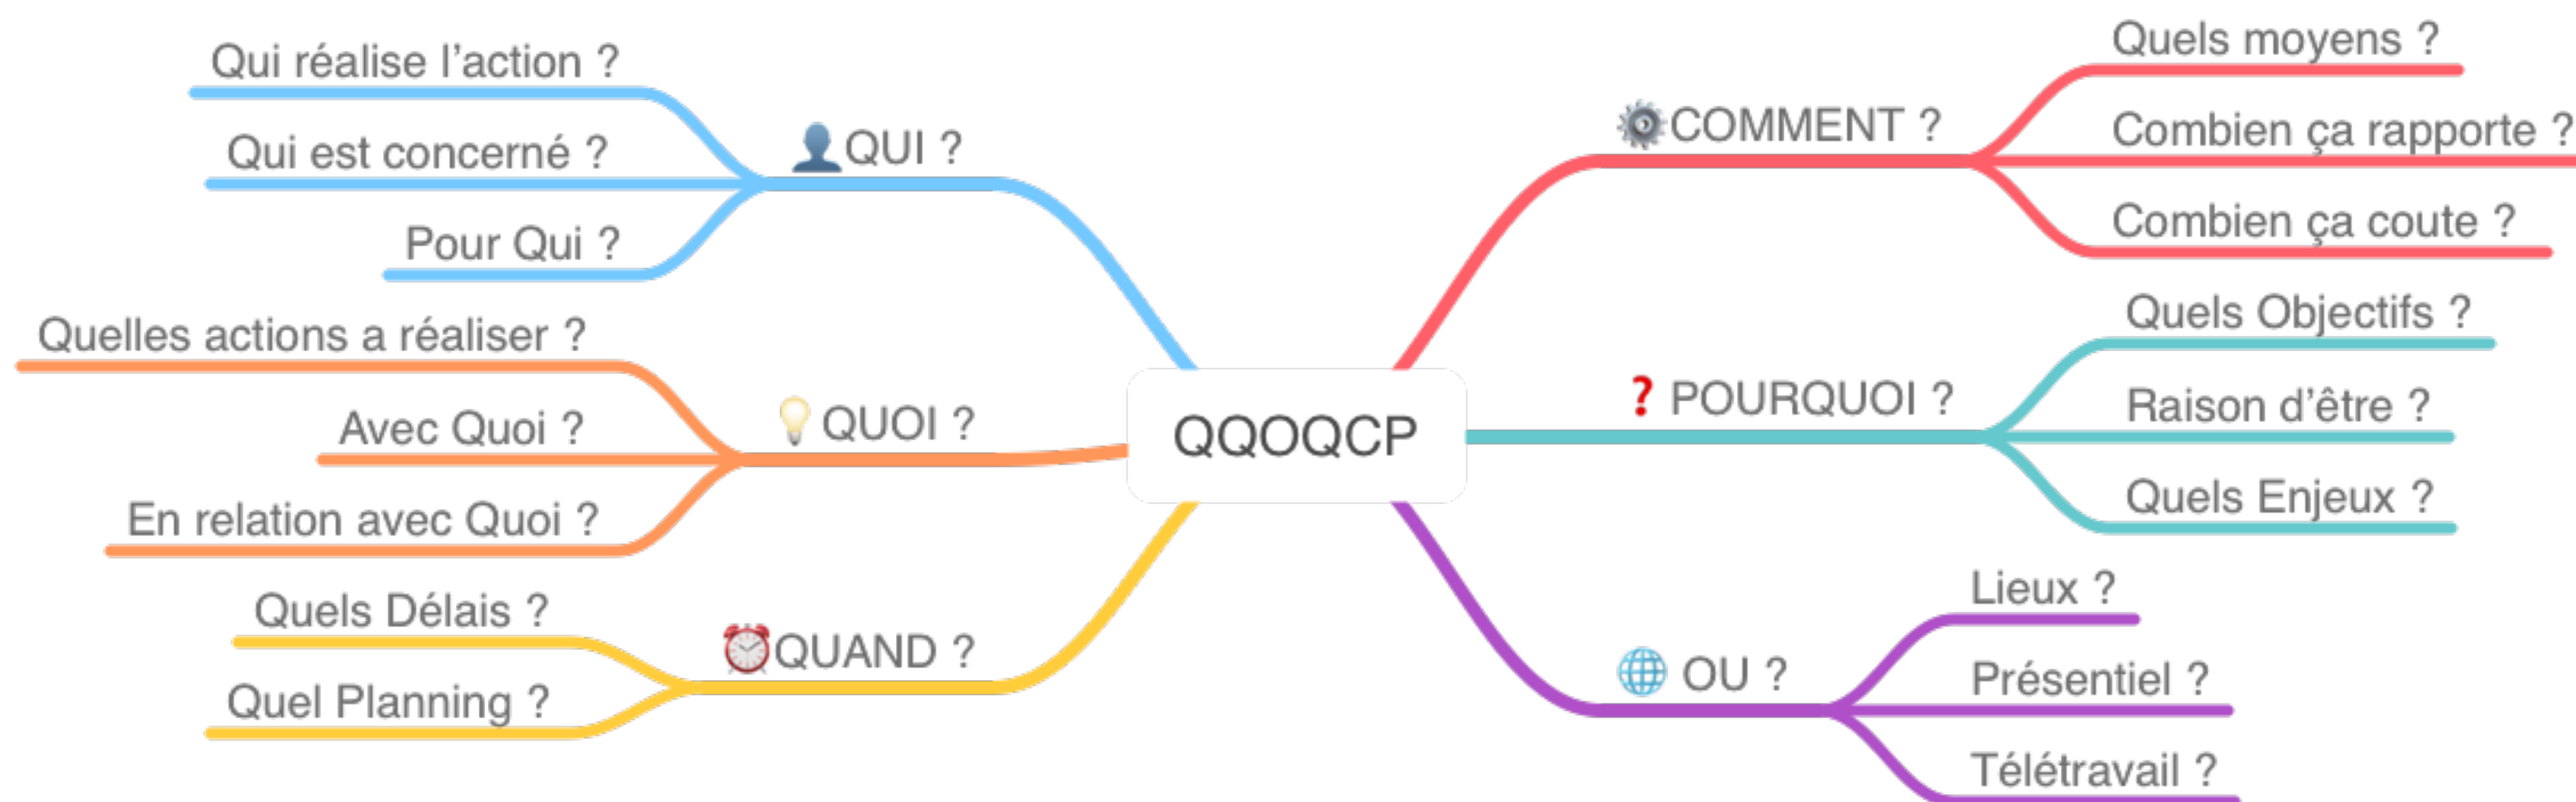 QQOQCP
QUI ?
Qui réalise l'action ?
Qui est concerné ?
Pour Qui ?
QUOI ?
Quelles actions a réaliser ?
Avec Quoi ?
En relation avec Quoi ?
QUAND ?
Quels Délais ?
Quel Planning ?
COMMENT ?
Quels moyens ?
Combien ça rapporte ?
Combien ça coute ?
POURQUOI ?
Quels Objectifs ?
Raison d'être ?
Quels Enjeux ?
OU ?
Lieux ?
Présentiel ?
Télétravail ?